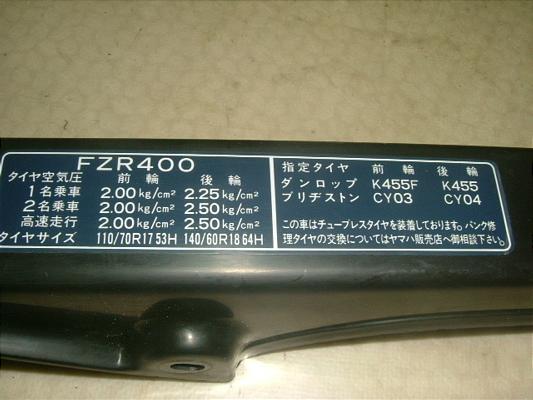 FZR400
タイヤ空気圧 前輪 後輪
1名乗車 2.00kg/cm² 2.25kg/cm²
2名乗車 2.00kg/cm² 2.50kg/cm²
高速走行 2.00kg/cm² 2.50kg/cm²
タイヤサイズ 110/70R17 53H 140/60R18 64H
指定タイヤ 前輪 後輪
ダンロップ K455F K455
ブリヂストン CY03 CY04
この車はチューブレスタイヤを装着しております。パンク修
理タイヤの交換についてはヤマハ販売店へ御相談下さい。